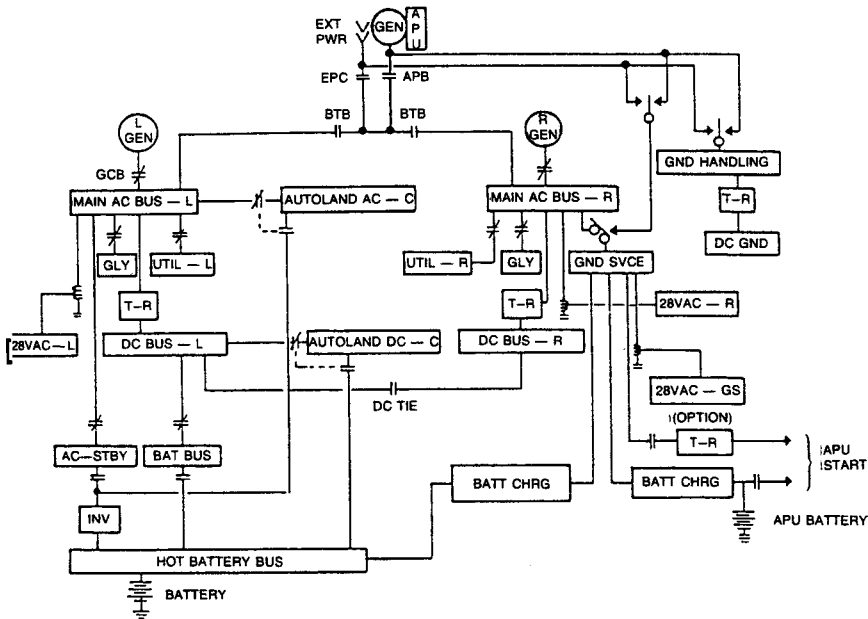 EXT
PWR
GEN
APU
EPC
APB
BTB
BTB
L
GEN
R
GEN
GCB
GND HANDLING
MAIN AC BUS — L
AUTOLAND AC — C
MAIN AC BUS — R
T—R
DC GND
GLY
UTIL — L
UTIL — R
GLY
GND SVCE
T—R
T—R
28VAC — R
28VAC — L
DC BUS — L
AUTOLAND DC — C
DC BUS — R
DC TIE
28VAC — GS
(OPTION)
T—R
APU
START
AC—STBY
BAT BUS
BATT CHRG
BATT CHRG
INV
APU BATTERY
HOT BATTERY BUS
BATTERY